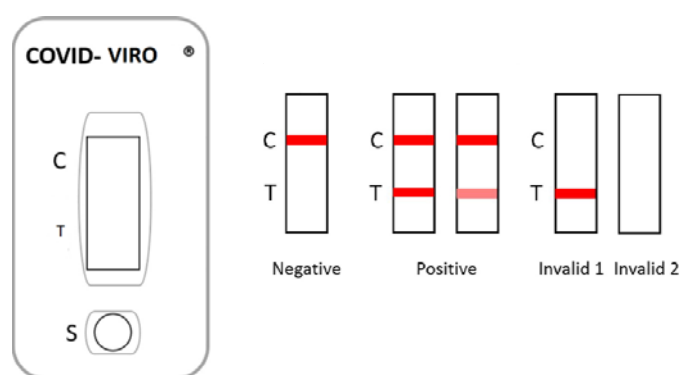 COVID- VIRO ®
C
T
S
C
T
Negative
C
T
Positive
C
T
Invalid 1 Invalid 2